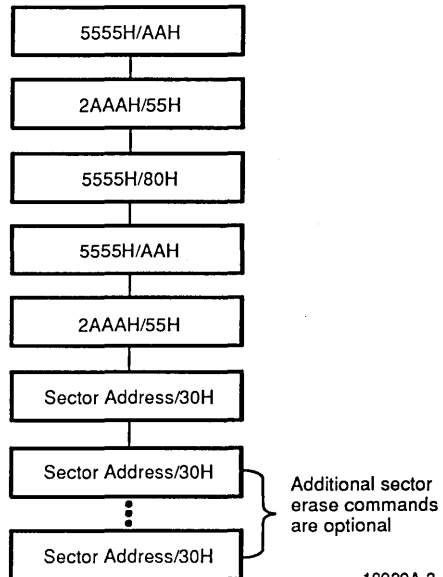 5555H/AAH
2AAAH/55H
5555H/80H
5555H/AAH
2AAAH/55H
Sector Address/30H
Sector Address/30H
Additional sector
erase commands
are optional
Sector Address/30H